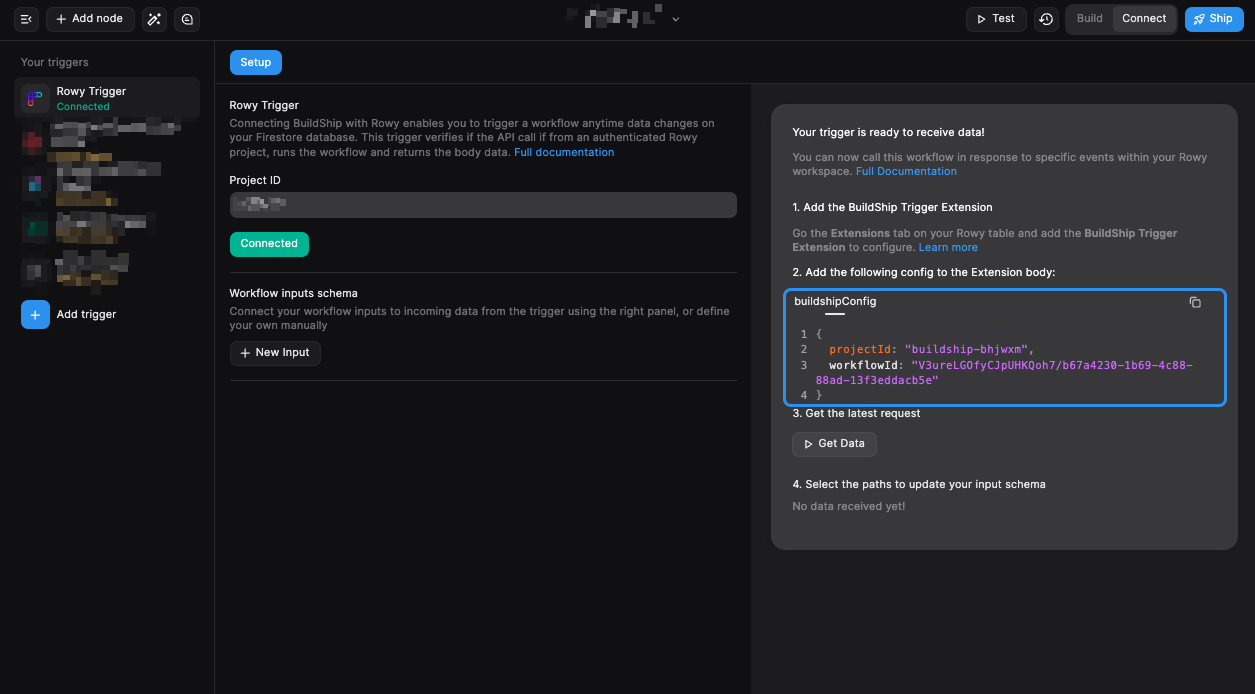 Add node
Test
Build
Connect
Ship
Your triggers
Rowy Trigger
Connected
Add trigger
Setup
Rowy Trigger
Connecting BuildShip with Rowy enables you to trigger a workflow anytime data changes on
your Firestore database. This trigger verifies if the API call if from an authenticated Rowy
project, runs the workflow and returns the body data. Full documentation
Project ID
Connected
Workflow inputs schema
Connect your workflow inputs to incoming data from the trigger using the right panel, or define
your own manually
New Input
Your trigger is ready to receive data!
You can now call this workflow in response to specific events within your Rowy
workspace. Full Documentation
1. Add the BuildShip Trigger Extension
Go the Extensions tab on your Rowy table and add the BuildShip Trigger
Extension to configure. Learn more
2. Add the following config to the Extension body:
buildshipConfig
1 {
2 projectId: "buildship-bhjwxm",
3 workflowId: "V3ureLGOfyCJpUHKQoh7/b67a4230-1b69-4c88-
88ad-13f3eddacb5e"
4 }
3. Get the latest request
Get Data
4. Select the paths to update your input schema
No data received yet!